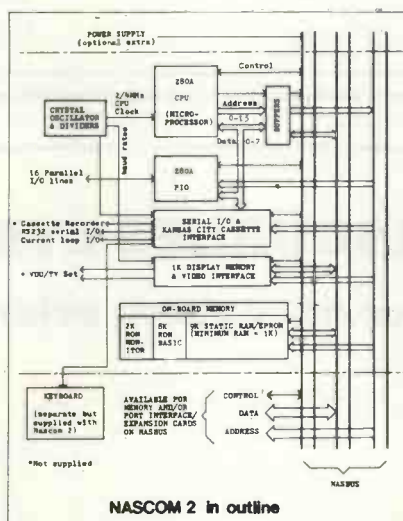 POWER SUPPLY
(optional extra)
CRYSTAL
OSCILLATOR
& DIVIDERS
2/4MHz
CPU
Clock
Z80A
CPU
(MICRO-
PROCESSOR)
Control
Address
0-15
Data 0-7
BUFFERS
baud rates
16 Parallel
I/O lines
Z80A
PIO
* Cassette Recorder
RS232 serial I/O
Current loop I/O
SERIAL I/O &
KANSAS CITY CASSETTE
INTERFACE
* VDU/TV Set
1K DISPLAY MEMORY
& VIDEO INTERFACE
ON-BOARD MEMORY
2K
ROM
MON-
ITOR
8K
ROM
BASIC
9K STATIC RAM/EPROM
(MINIMUM RAM = 1K)
KEYBOARD
(separate but
supplied with
Nascom 2)
AVAILABLE FOR
MEMORY AND/OR
PORT INTERFACE/
EXPANSION CARDS
ON NASBUS
CONTROL
DATA
ADDRESS
*Not supplied
NASBUS
NASCOM 2 in outline